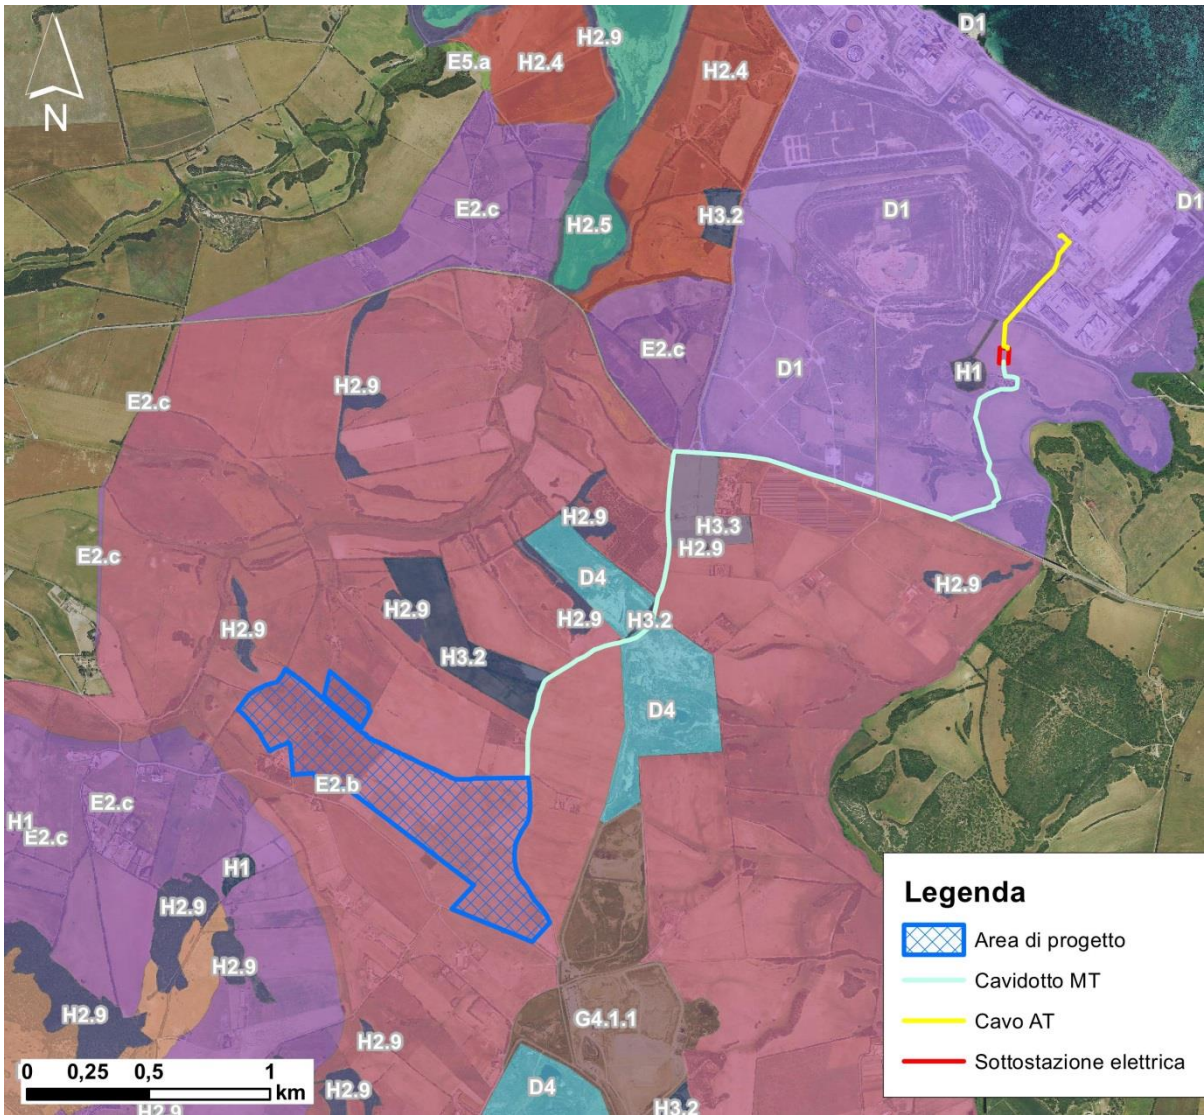 D1
H2.9
E5.a
H2.4
H2.4
N
D1
H3.2
D1
E2.c
H2.5
E2.c
D1
H1
H2.9
E2.c
H2.9
H3.3
H2.9
E2.c
D4
H2.9
H2.9
H2.9
H3.2
H2.9
H3.2
D4
E2.b
E2.c
H1
E2.c
H1
H2.9
H2.9
H2.9
G4.1.1
H2.9
D4
H2.9
H3.2
H2.9
0 0,25 0,5 1
km
Legenda
Area di progetto
Cavidotto MT
Cavo AT
Sottostazione elettrica